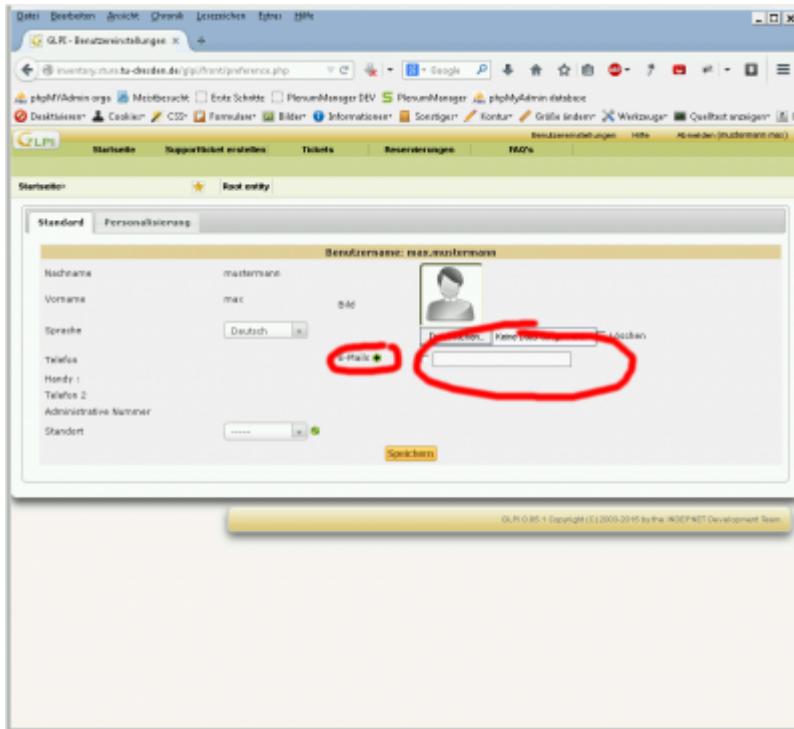 Datei Bearbeiten Ansicht Chronik Lesezeichen Extras Hilfe
GLPI - Benutzereinstellungen × +
inventory.stura.tu-dresden.de/glpi/front/preference.php Google
phpMyAdmin orga Meistbesucht Erste Schritte PlenumManager DEV PlenumManager phpMyAdmin database
Deaktivieren Cookies CSS Formulare Bilder Informationen Sonstiges Kontur Größe ändern Werkzeuge Quelltext anzeigen
GLPI Benutzereinstellungen Hilfe Abmelden (mustermann max)
Startseite Supportticket erstellen Tickets Reservierungen FAQ's
Startseite> Root entity
Standard Personalisierung
Benutzername: max.mustermann
Nachname mustermann
Vorname max Bild
Sprache Deutsch Keine Löschen
Telefon E-Mails
Handy :
Telefon 2
Administrative Nummer
Standort -----
Speichern
GLPI 0.85.1 Copyright (C) 2003-2015 by the INDEPNET Development Team.